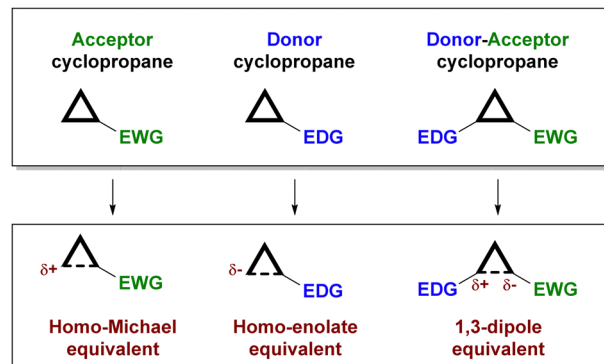 Acceptor Donor Donor-Acceptor
cyclopropane cyclopropane cyclopropane
EWG EDG EDG EWG
δ+ EWG δ- EDG EDG δ+ δ- EWG
Homo-Michael Homo-enolate 1,3-dipole
equivalent equivalent equivalent